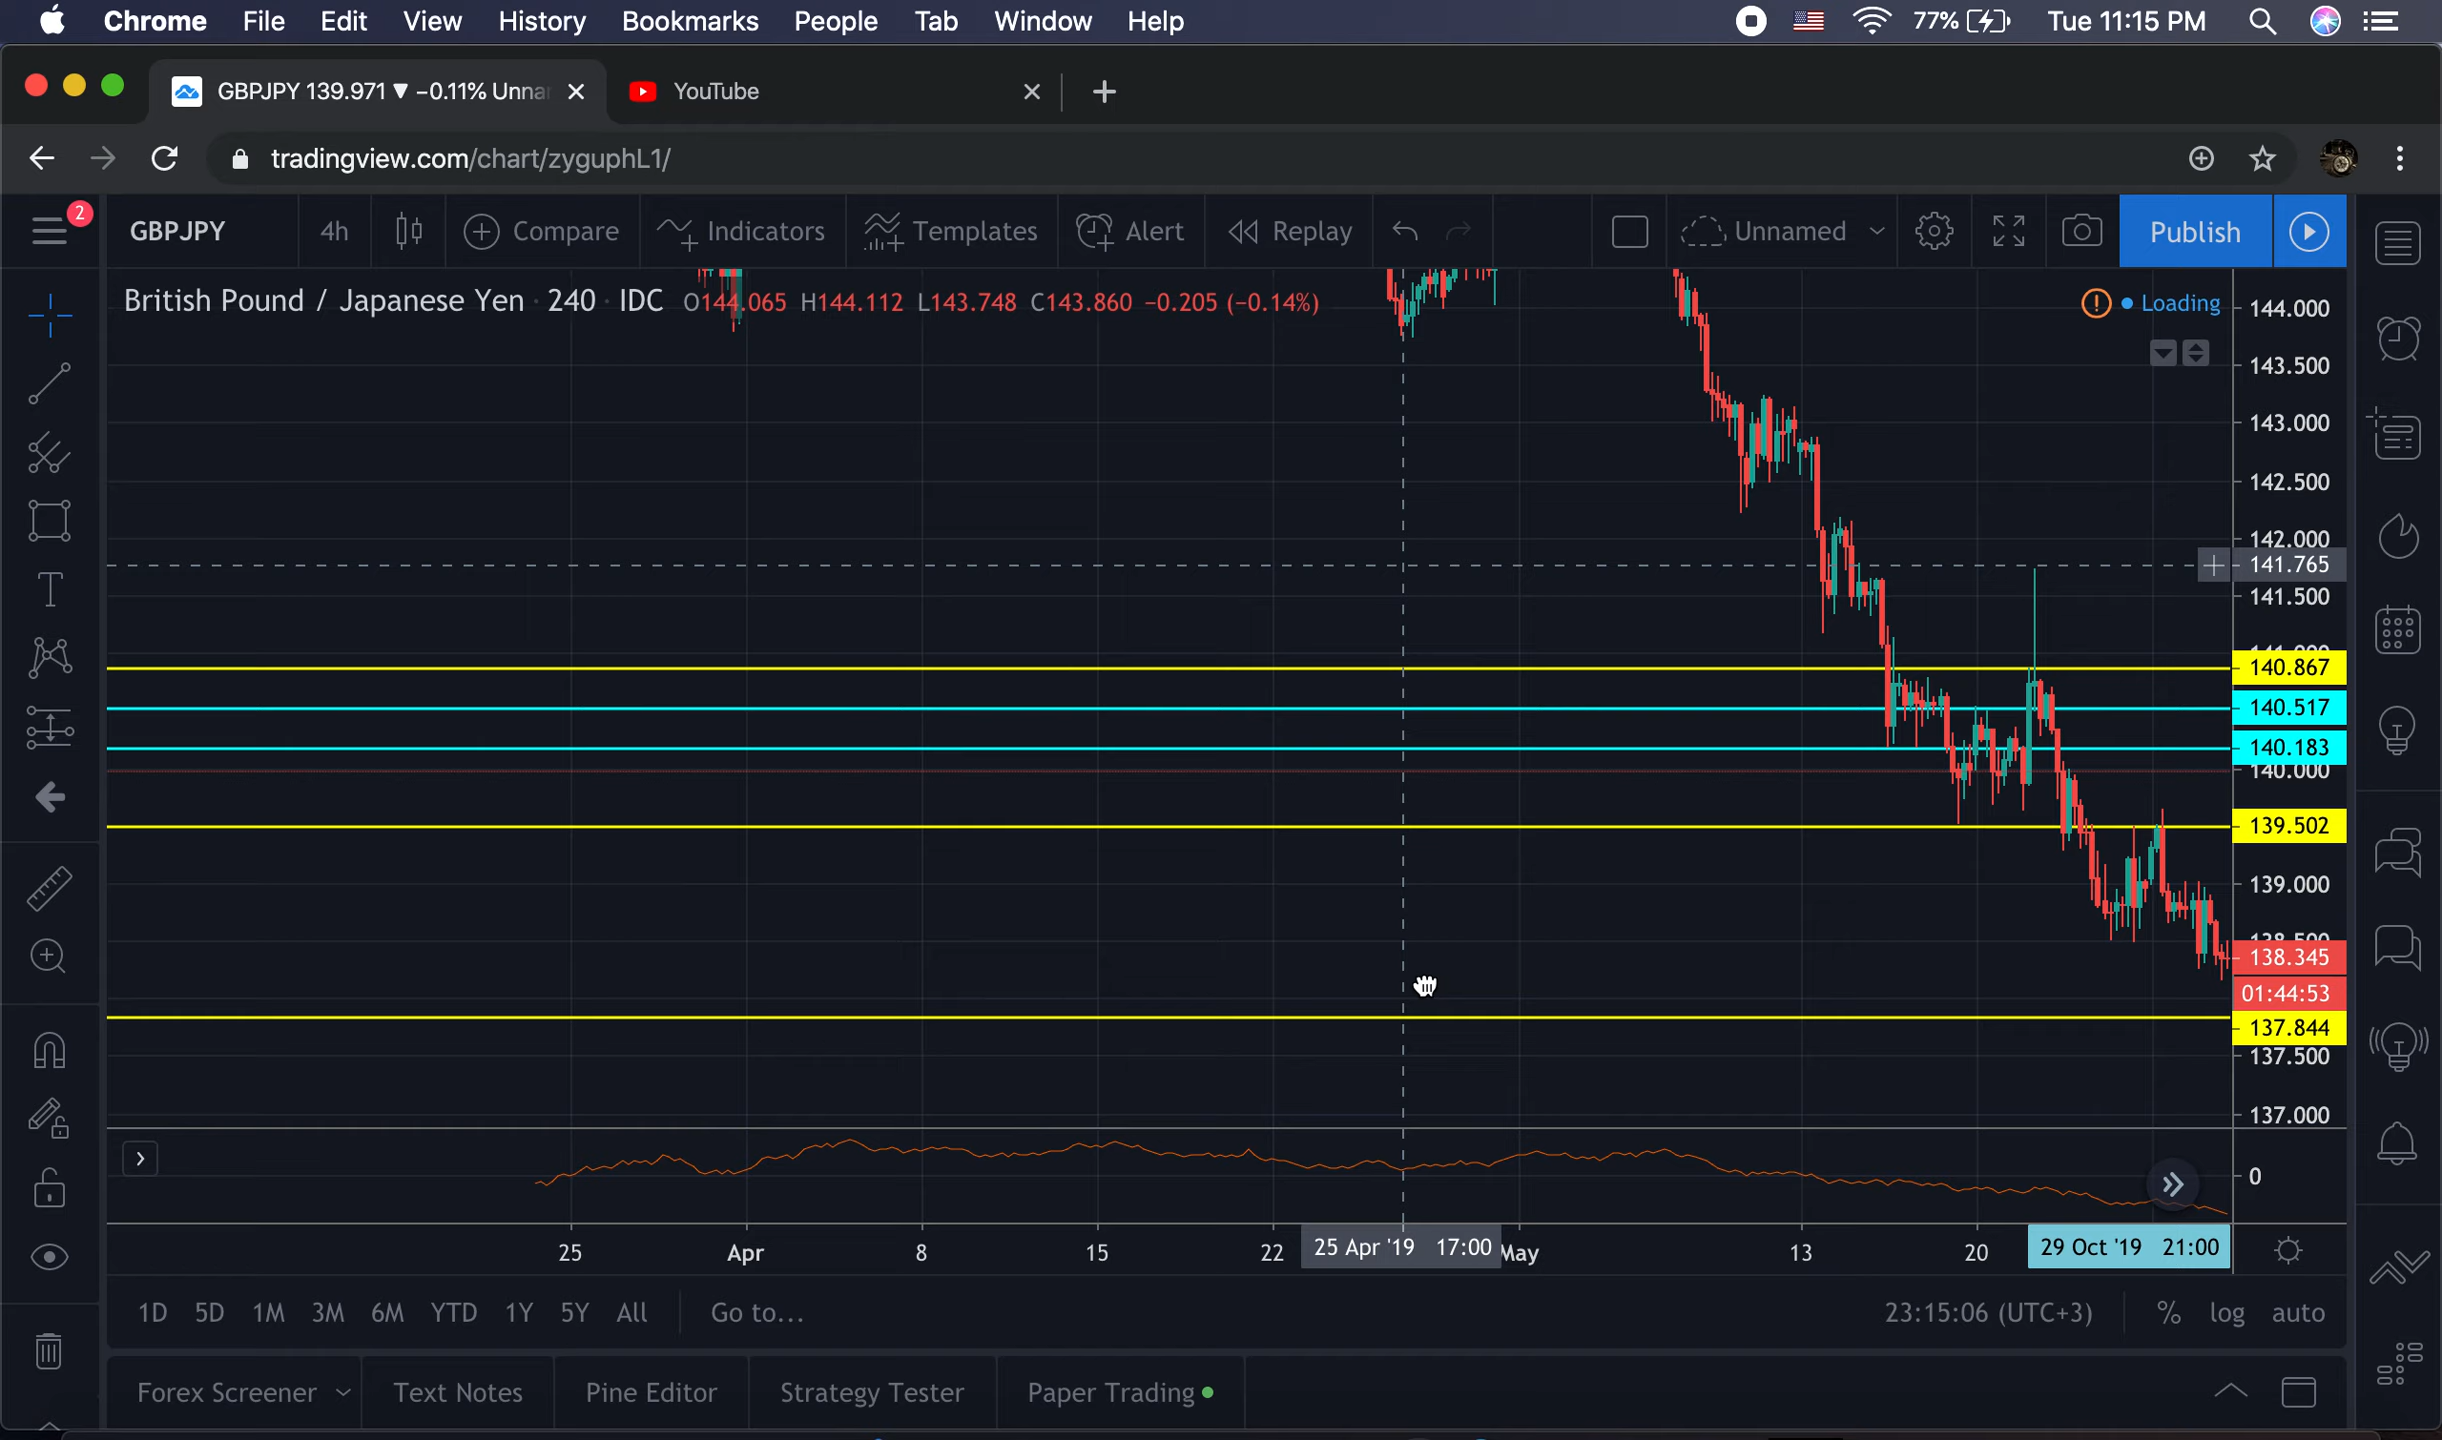 Chrome File Edit View History Bookmarks People Tab Window Help 77% Tue 11:15 PM
GBPJPY 139.971 ▼ −0.11% Unna
YouTube
tradingview.com/chart/zyguphL1/
2
GBPJPY 4h Compare Indicators Templates Alert Replay Unnamed Publish
British Pound / Japanese Yen · 240 · IDC O144.065 H144.112 L143.748 C143.860 −0.205 (−0.14%)
Loading
144.000
143.500
143.000
142.500
142.000
141.765
141.500
140.867
140.517
140.183
140.000
139.502
139.000
138.345
01:44:53
137.844
137.500
137.000
0
25 Apr 8 15 22 25 Apr '19 17:00 May 13 20 29 Oct '19 21:00
1D 5D 1M 3M 6M YTD 1Y 5Y All Go to... 23:15:06 (UTC+3) % log auto
Forex Screener Text Notes Pine Editor Strategy Tester Paper Trading